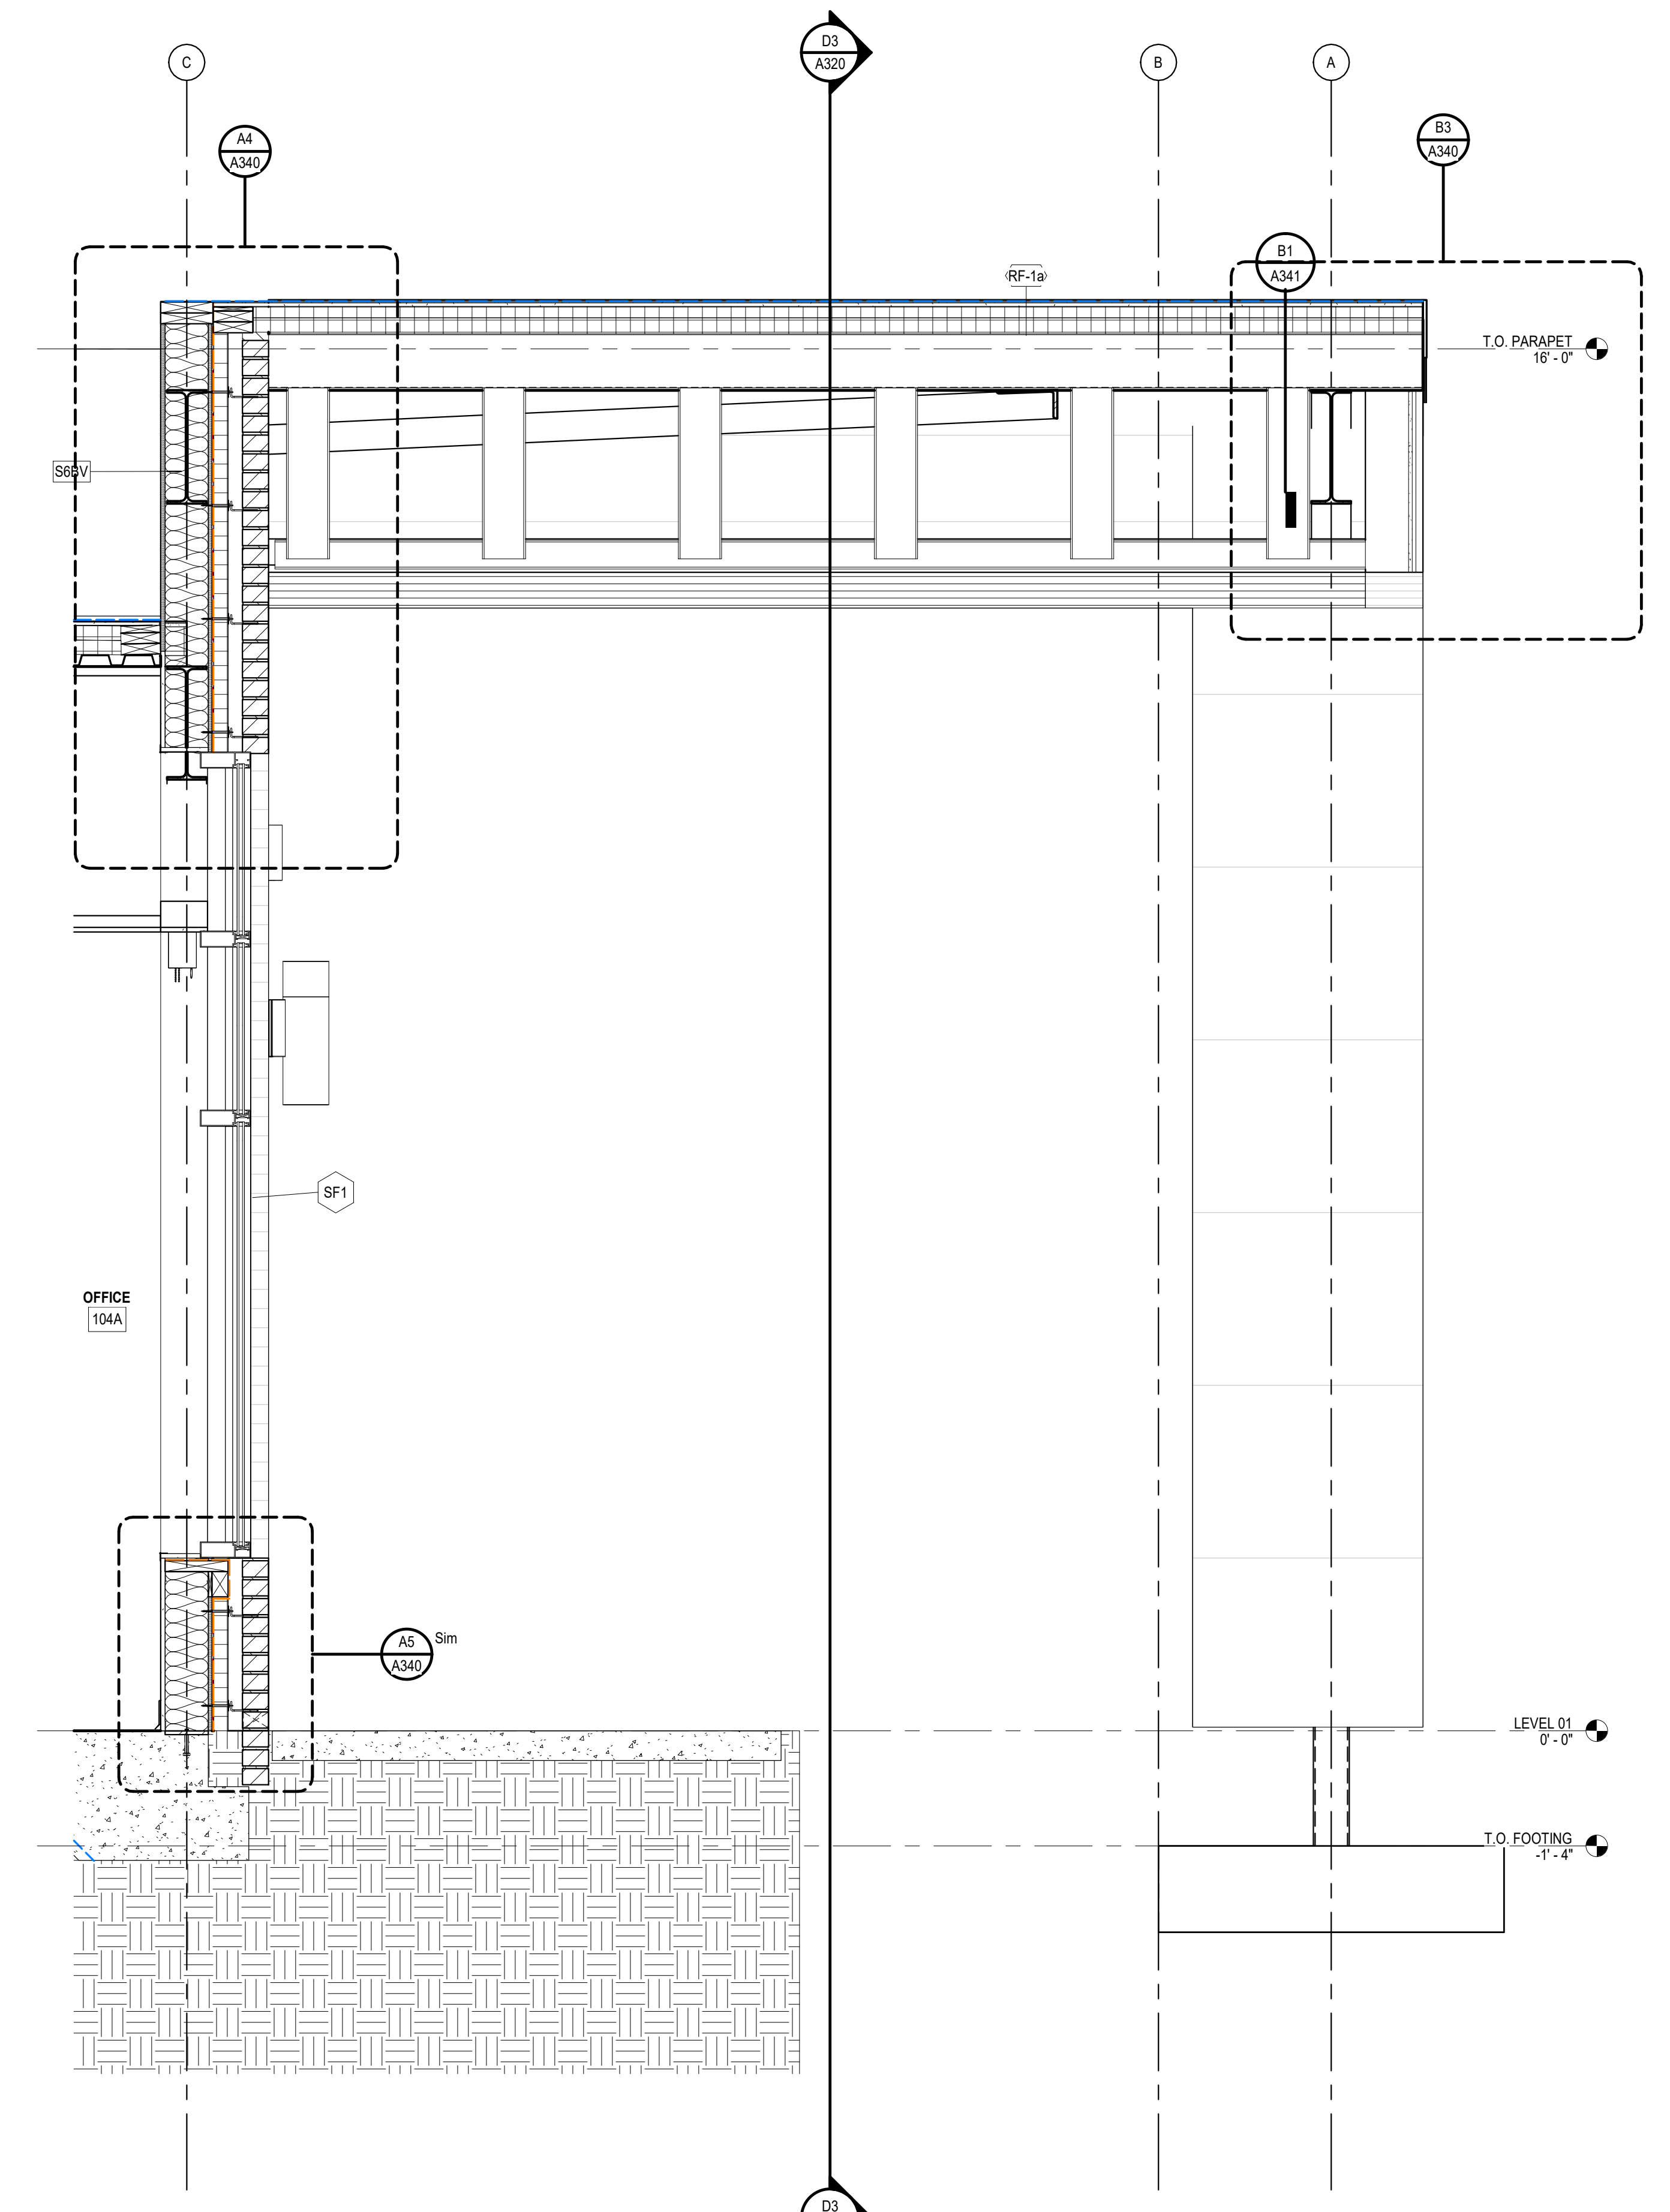 D3
A320
C
B
A
A4
A340
B3
A340
B1
A341
RF-1a
T.O. PARAPET
16' - 0"
S6BV
SF1
OFFICE
104A
A5
A340
Sim
LEVEL 01
0' - 0"
T.O. FOOTING
-1' - 4"
D3